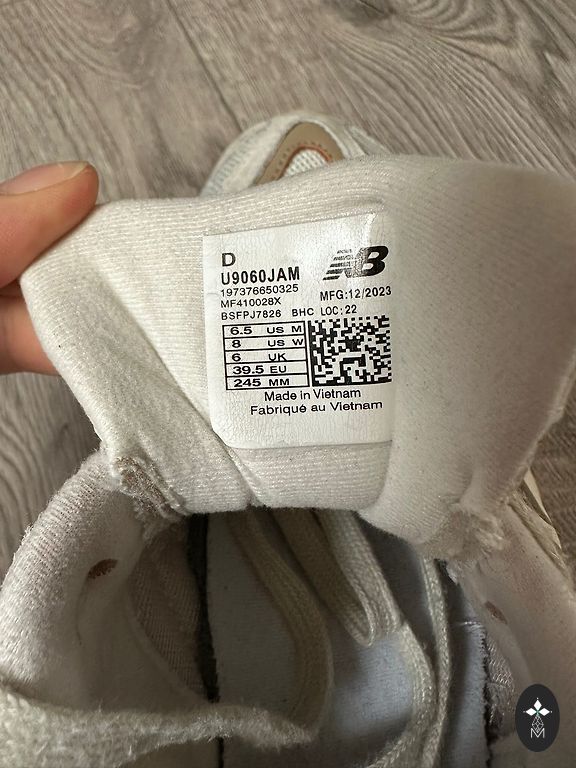 D
NB
U9060JAM
197376650325
MF410028X MFG:12/2023
BSFPJ7826 BHC LOC:22
6.5 US M
8 US W
6 UK
39.5 EU
245 MM
Made in Vietnam
Fabriqué au Vietnam
M